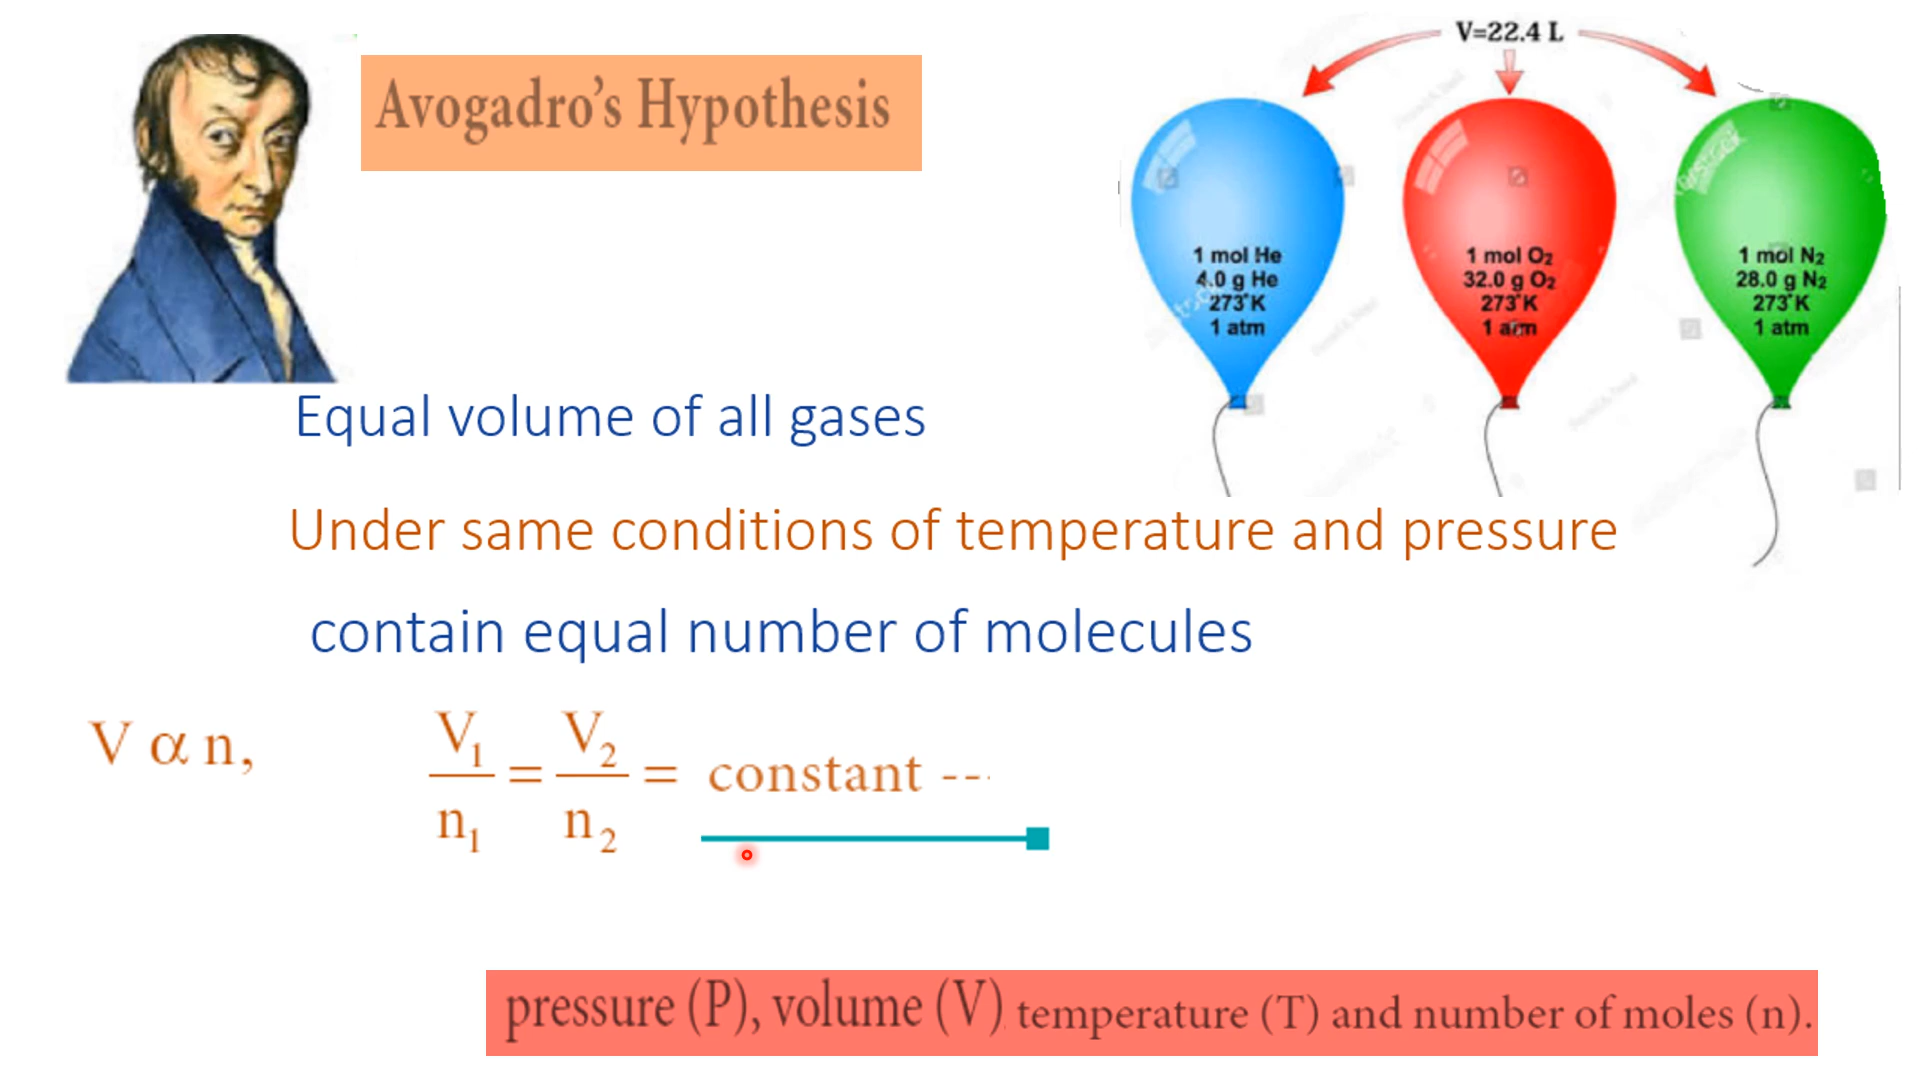 Avogadro's Hypothesis
V=22.4 L
1 mol He
4.0 g He
273°K
1 atm
1 mol O₂
32.0 g O₂
273°K
1 atm
1 mol N₂
28.0 g N₂
273°K
1 atm
Equal volume of all gases
Under same conditions of temperature and pressure
contain equal number of molecules
V α n,
V₁/n₁ = V₂/n₂ = constant ---
pressure (P), volume (V) temperature (T) and number of moles (n).